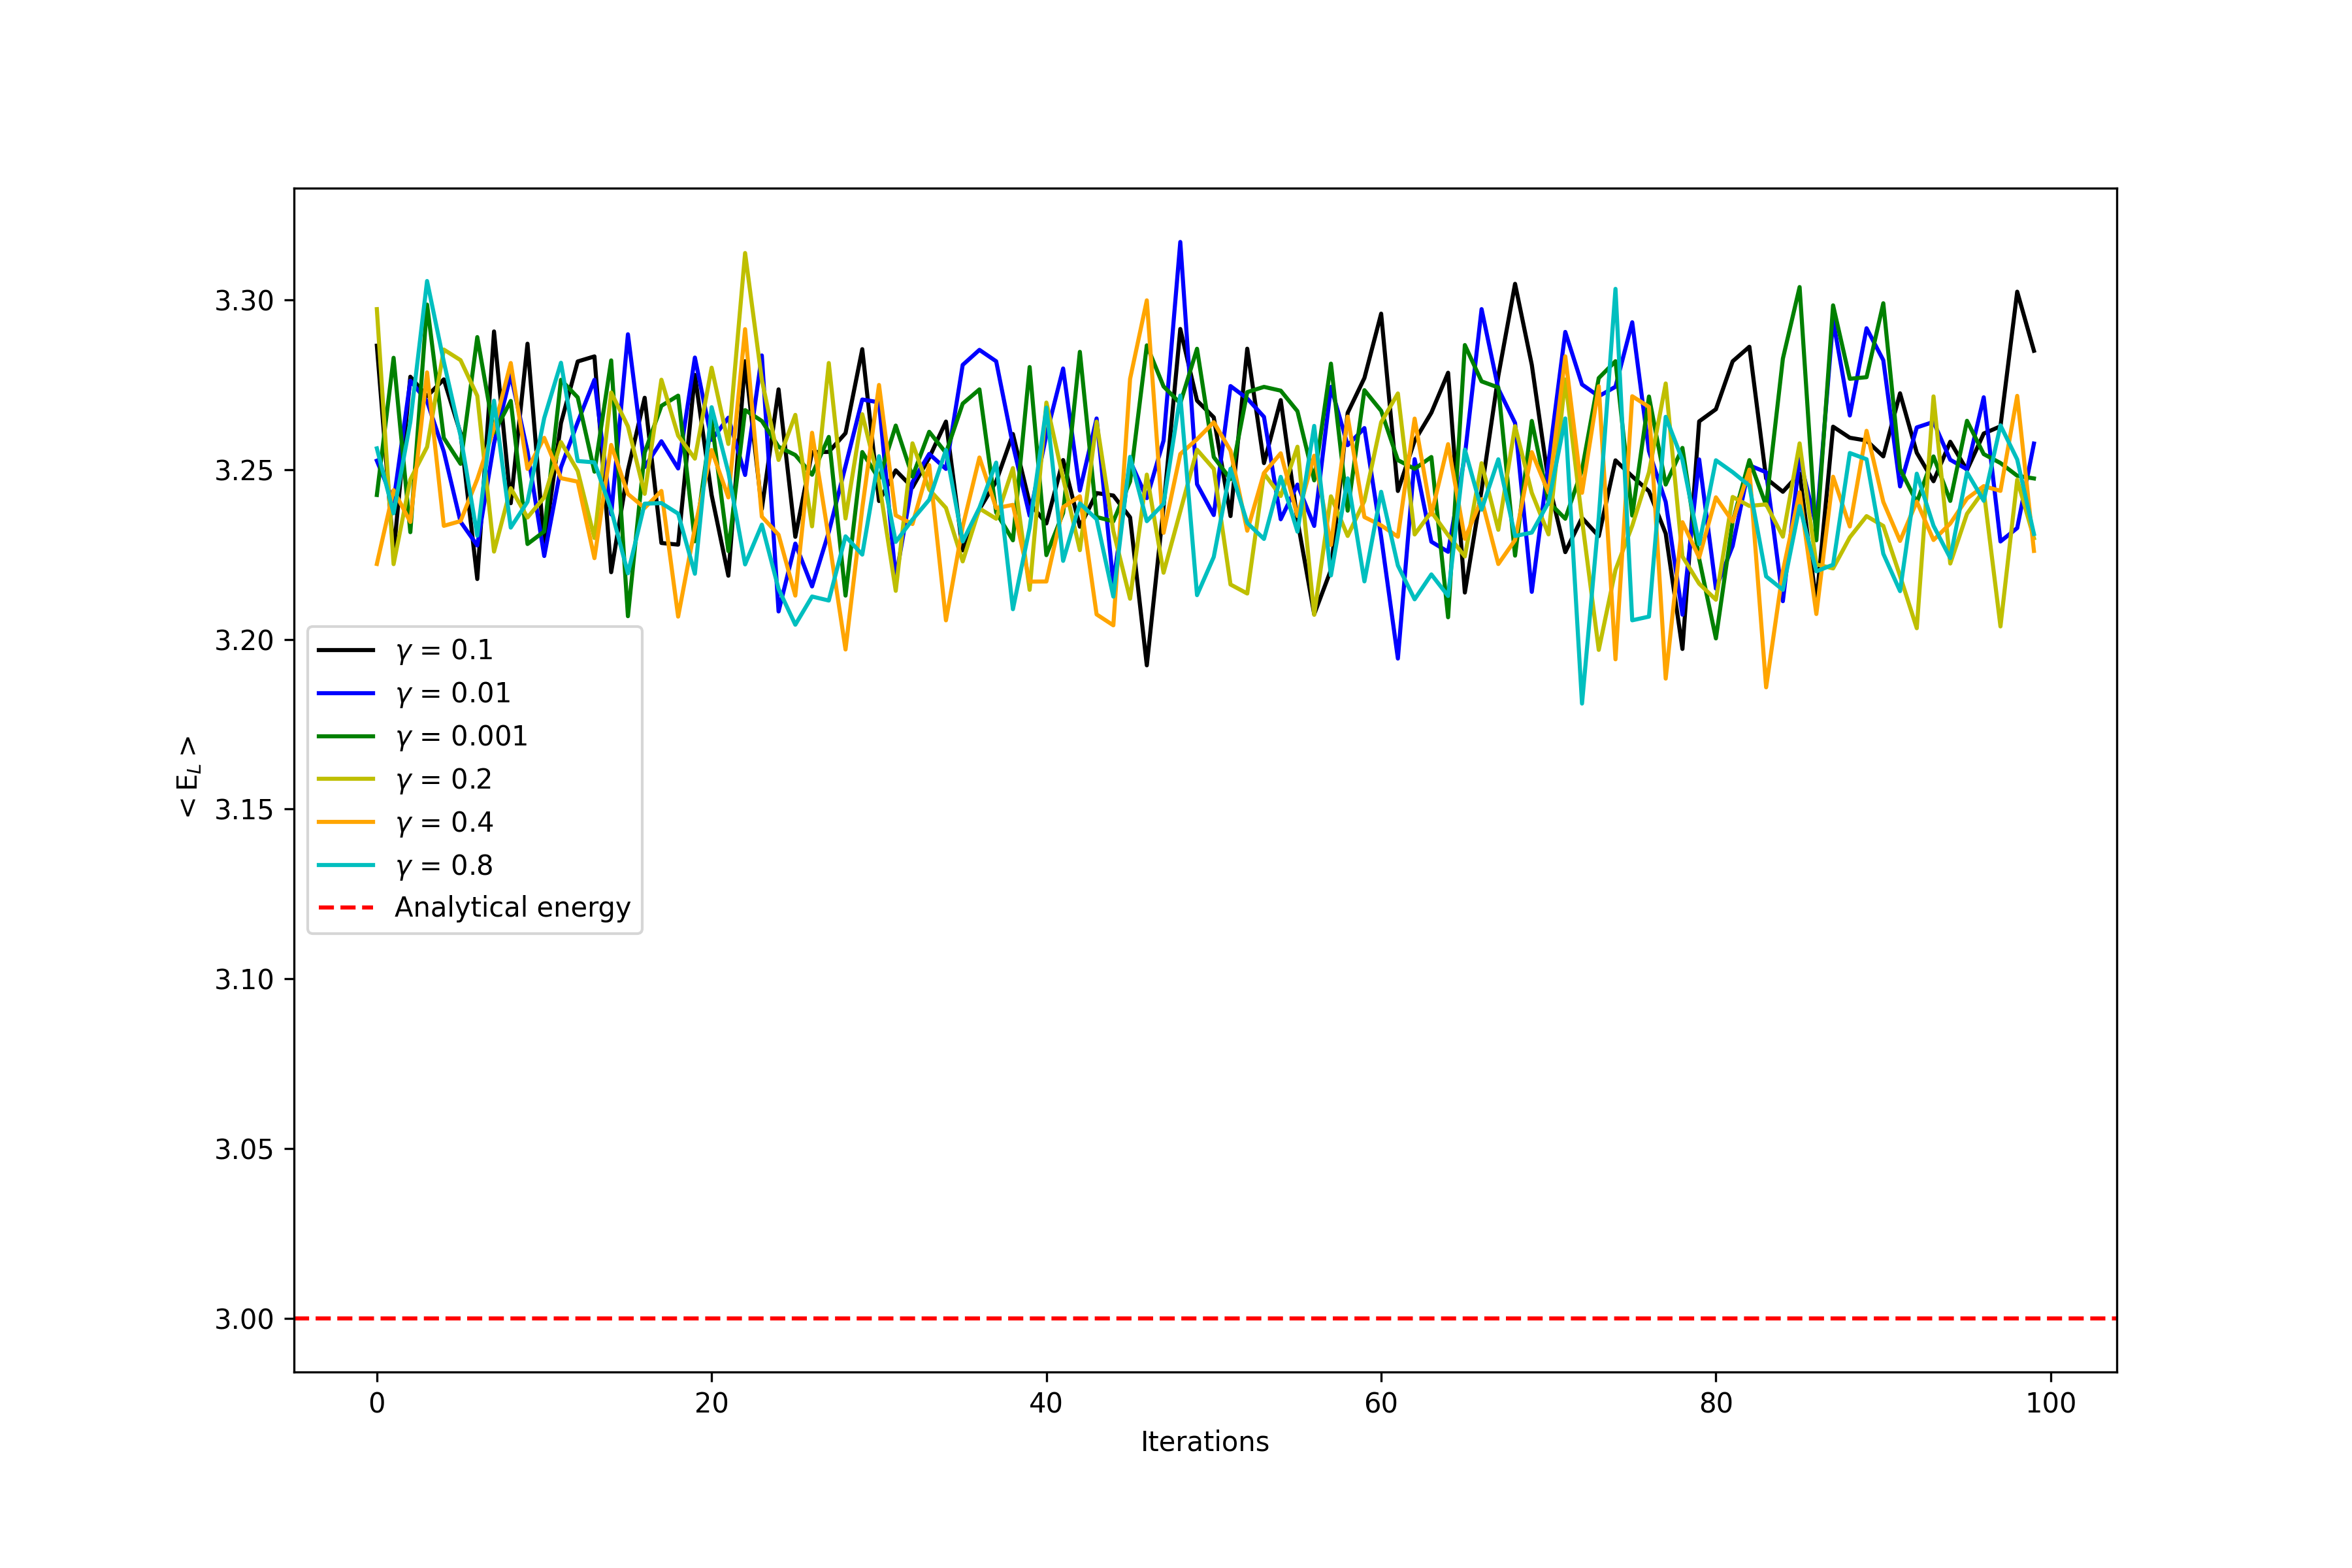 3.30
3.25
3.20
3.15
3.10
3.05
3.00
< E_L >
γ = 0.1
γ = 0.01
γ = 0.001
γ = 0.2
γ = 0.4
γ = 0.8
Analytical energy
0 20 40 60 80 100
Iterations